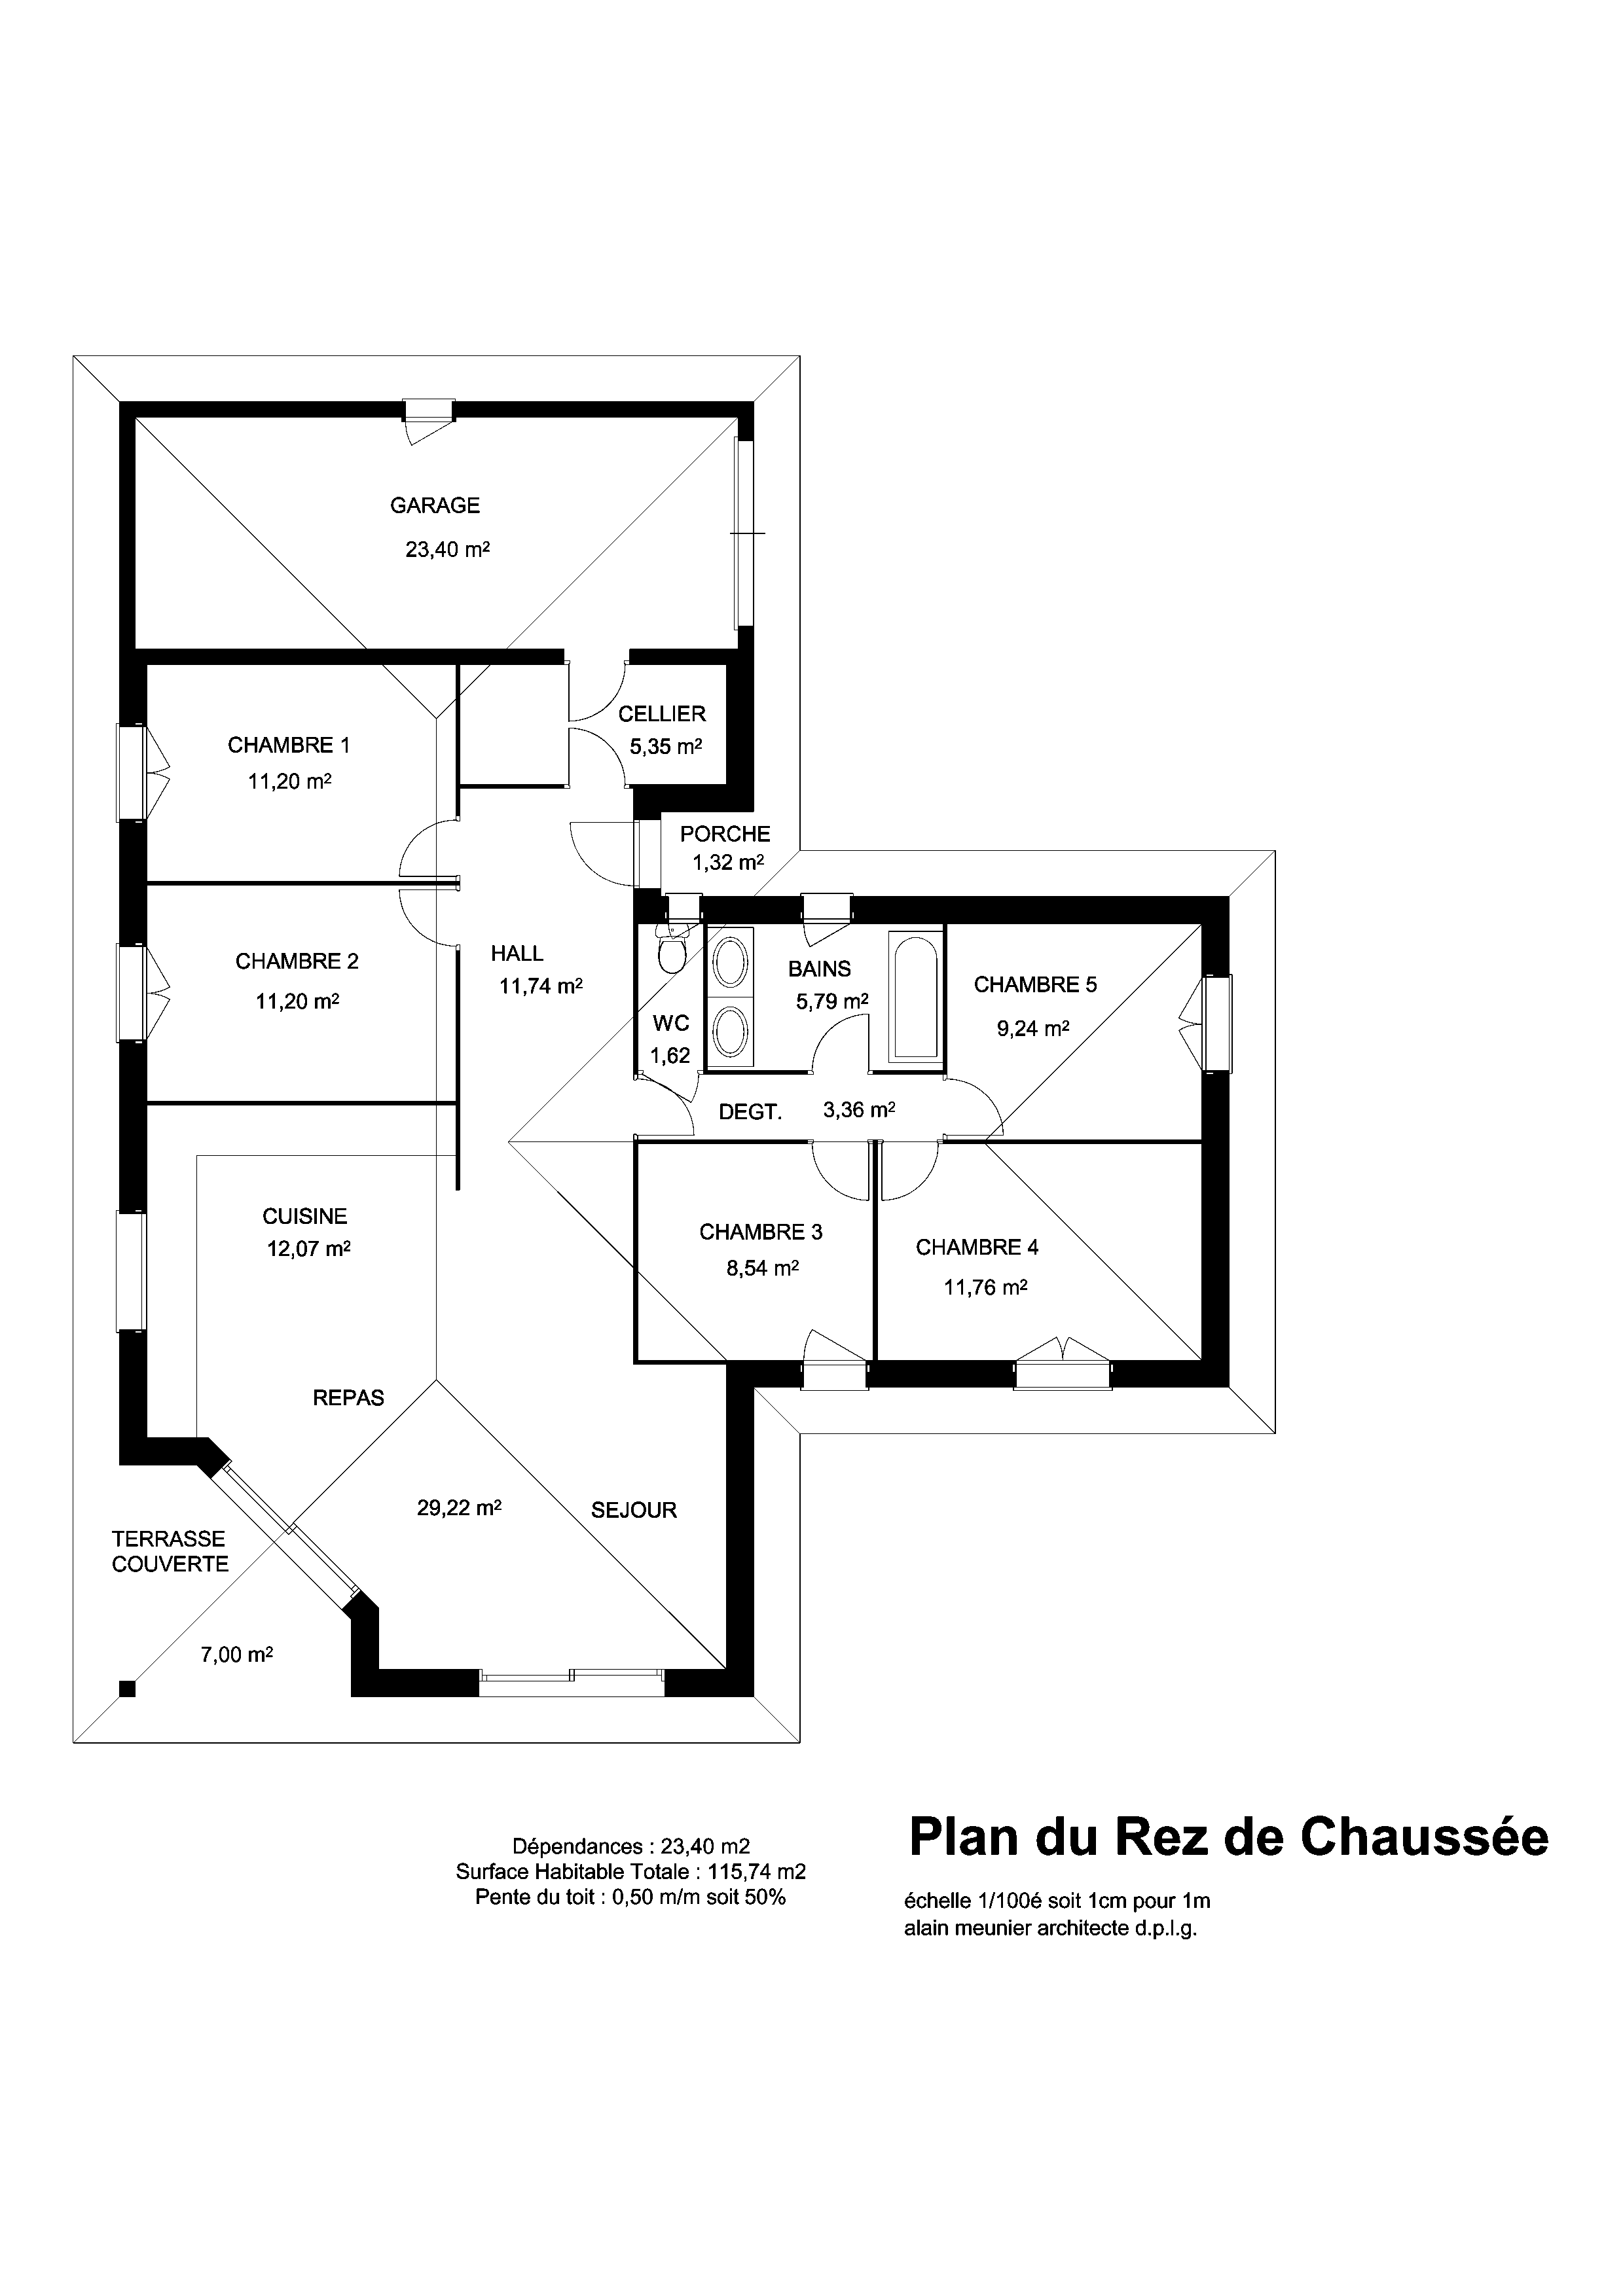 GARAGE
23,40 m²
CELLIER
5,35 m²
CHAMBRE 1
11,20 m²
PORCHE
1,32 m²
CHAMBRE 2
11,20 m²
HALL
11,74 m²
WC
1,62
BAINS
5,79 m²
CHAMBRE 5
9,24 m²
DEGT. 3,36 m²
CUISINE
12,07 m²
CHAMBRE 3
8,54 m²
CHAMBRE 4
11,76 m²
REPAS
29,22 m²
SEJOUR
TERRASSE
COUVERTE
7,00 m²
Dépendances : 23,40 m2
Surface Habitable Totale : 115,74 m2
Pente du toit : 0,50 m/m soit 50%
Plan du Rez de Chaussée
échelle 1/100é soit 1cm pour 1m
alain meunier architecte d.p.l.g.